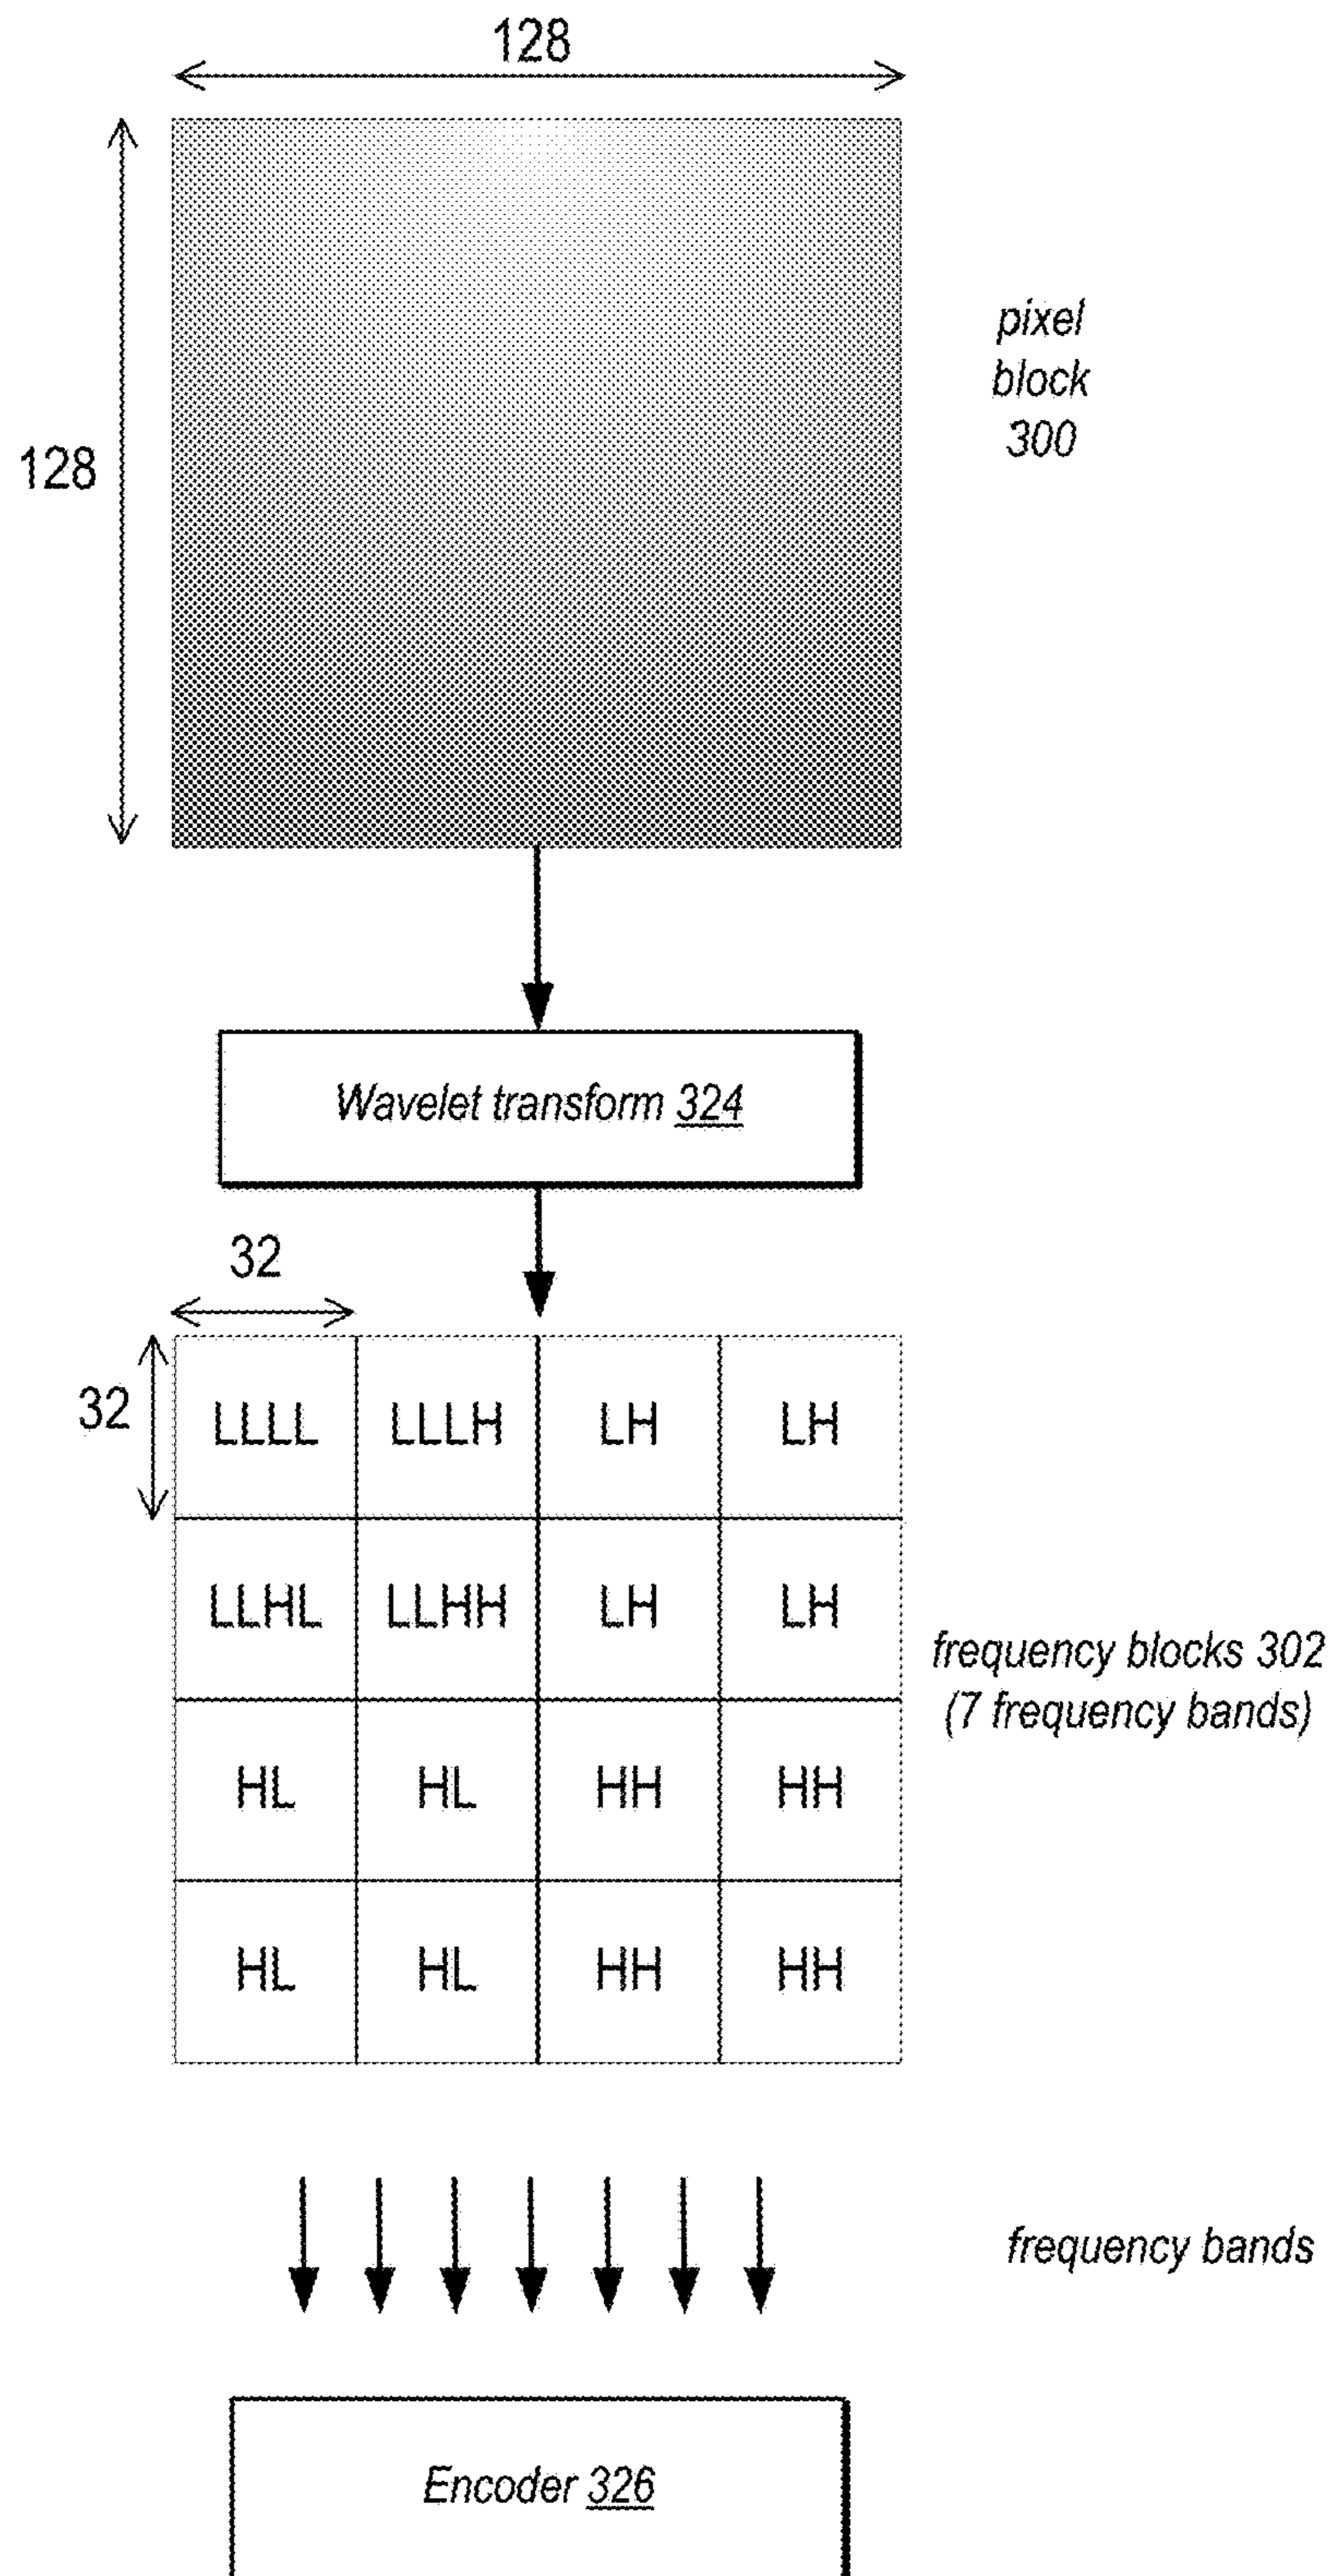 128
128
pixel
block
300
Wavelet transform 324
32
32
LLLL LLLH LH LH
LLHL LLHH LH LH
HL HL HH HH
HL HL HH HH
frequency blocks 302
(7 frequency bands)
frequency bands
Encoder 326